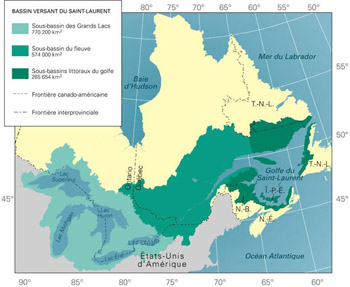 BASSIN VERSANT DU SAINT-LAURENT
Sous-bassin des Grands Lacs
770 200 km²
Sous-bassin du fleuve
574 000 km²
Sous-bassins littoraux du golfe
265 654 km²
Frontière canado-américaine
Frontière interprovinciale
80°
75°
70°
65°
60°
55°
55°
50°
45°
Mer du Labrador
Baie
d'Hudson
T.-N.-L.
T.-N.-L.
Ontario
Québec
Golfe du
Saint-Laurent
Î.-P.-É.
N.-B.
N.-É.
Lac
Supérieur
Lac Michigan
Lac
Huron
Lac Érié
Lac Ontario
États-Unis
d'Amérique
Océan Atlantique
45°
90°
85°
80°
75°
70°
65°
60°